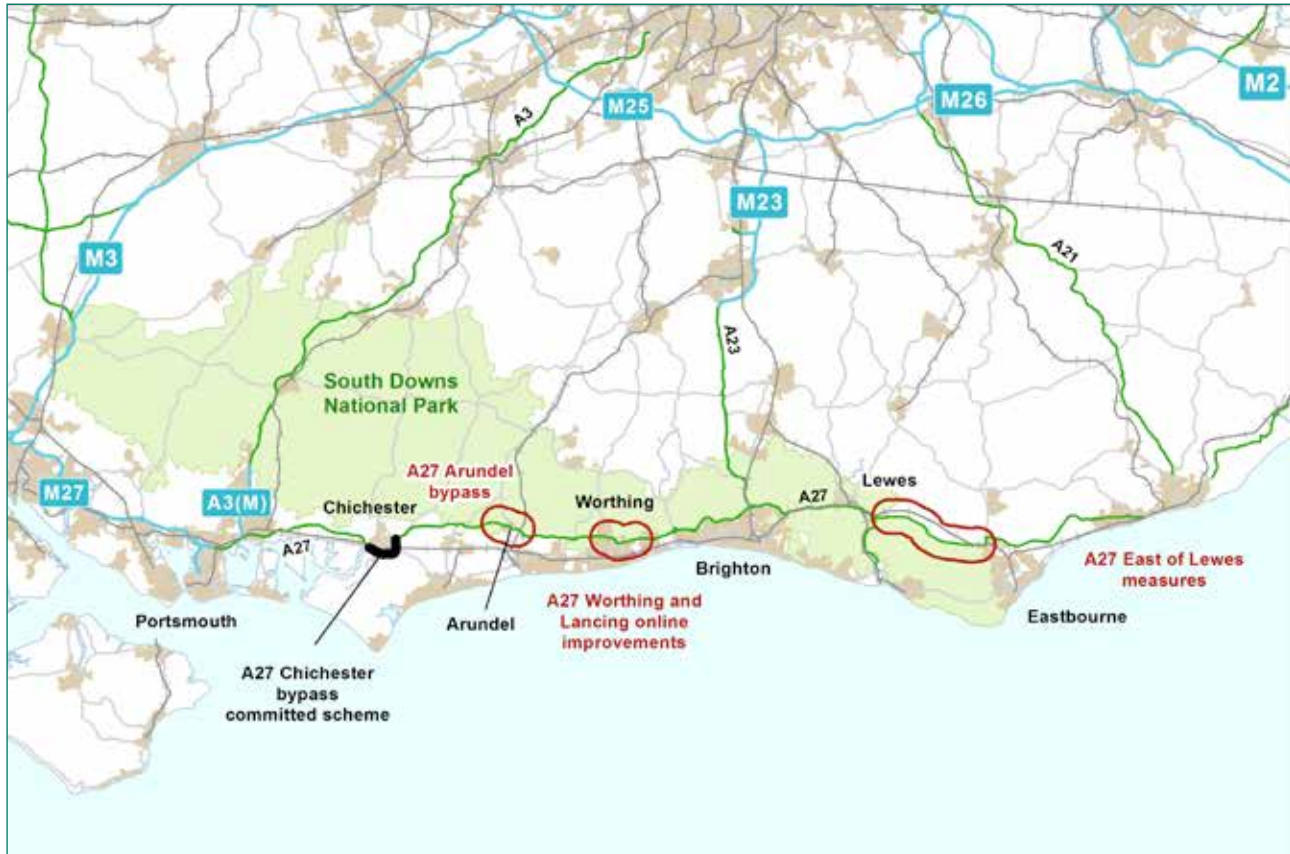 M2
M25
M26
A3
M23
M3
A21
A23
South Downs
National Park
A27 Arundel
bypass
Lewes
M27
A3(M)
Chichester
Worthing
A27
A27
Brighton
A27 East of Lewes
measures
Portsmouth
Arundel
A27 Worthing and
Lancing online
improvements
Eastbourne
A27 Chichester
bypass
committed scheme